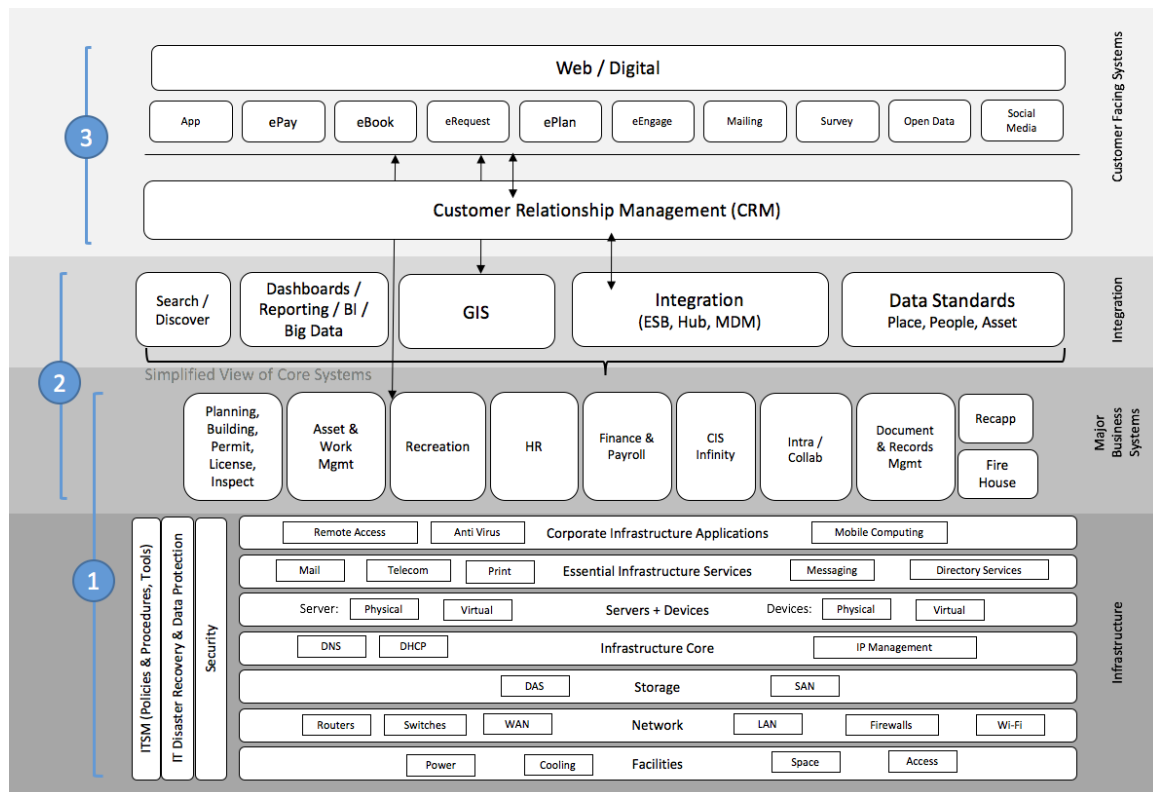 3
Web / Digital
App
ePay
eBook
eRequest
ePlan
eEngage
Mailing
Survey
Open Data
Social
Media
Customer Relationship Management (CRM)
Customer Facing Systems
2
Search /
Discover
Dashboards /
Reporting / BI /
Big Data
GIS
Integration
(ESB, Hub, MDM)
Data Standards
Place, People, Asset
Integration
Simplified View of Core Systems
Planning,
Building,
Permit,
License,
Inspect
Asset &
Work
Mgmt
Recreation
HR
Finance &
Payroll
CIS
Infinity
Intra /
Collab
Document
& Records
Mgmt
Recapp
Fire
House
Major
Business
Systems
1
ITSM (Policies & Procedures, Tools)
IT Disaster Recovery & Data Protection
Security
Remote Access
Anti Virus
Corporate Infrastructure Applications
Mobile Computing
Mail
Telecom
Print
Essential Infrastructure Services
Messaging
Directory Services
Server:
Physical
Virtual
Servers + Devices
Devices:
Physical
Virtual
DNS
DHCP
Infrastructure Core
IP Management
DAS
Storage
SAN
Routers
Switches
WAN
Network
LAN
Firewalls
Wi-Fi
Power
Cooling
Facilities
Space
Access
Infrastructure